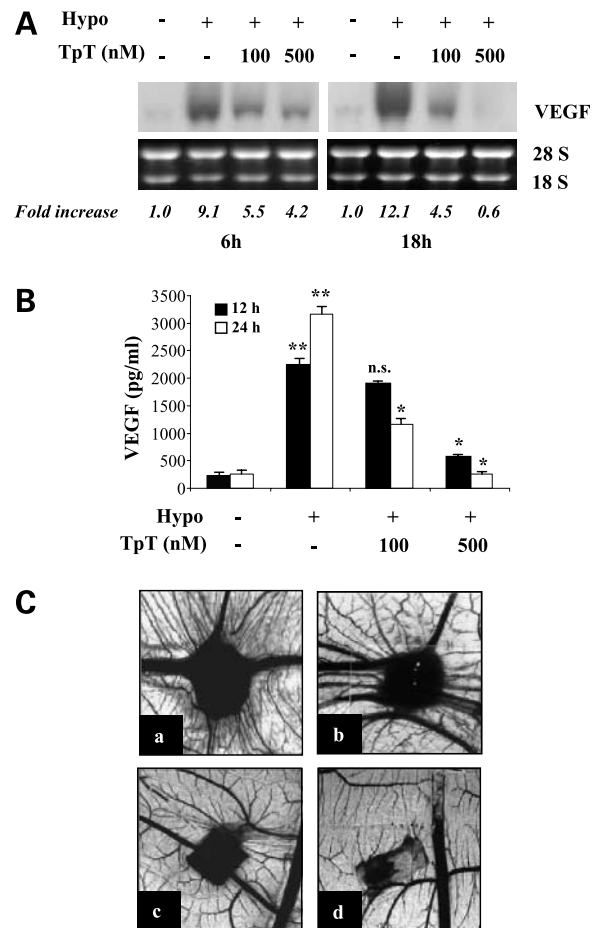 A
Hypo - + + + - + + +
TpT (nM) - - 100 500 - - 100 500
VEGF
28 S
18 S
Fold increase 1.0 9.1 5.5 4.2 1.0 12.1 4.5 0.6
6h 18h
B
VEGF (pg/ml)
3500
3000
2500
2000
1500
1000
500
0
12 h
24 h
** ** n.s. * * *
Hypo - + + +
TpT (nM) - - 100 500
C
a b
c d